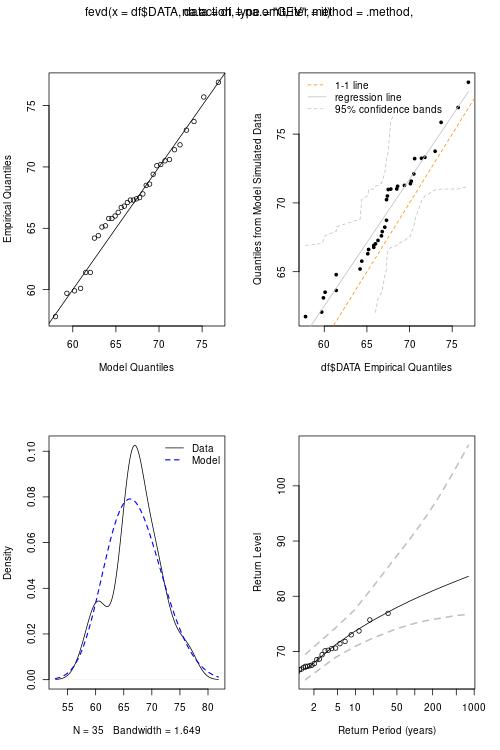 fevd(x = df$DATA, data = df, type = "GEV", method = .method,
Empirical Quantiles
60 65 70 75
60 65 70 75
Model Quantiles
1-1 line
regression line
95% confidence bands
Quantiles from Model Simulated Data
65 70 75
60 65 70 75
df$DATA Empirical Quantiles
Data
Model
Density
0.00 0.02 0.04 0.06 0.08 0.10
55 60 65 70 75 80
N = 35 Bandwidth = 1.649
Return Level
70 80 90 100
2 5 10 50 200 1000
Return Period (years)